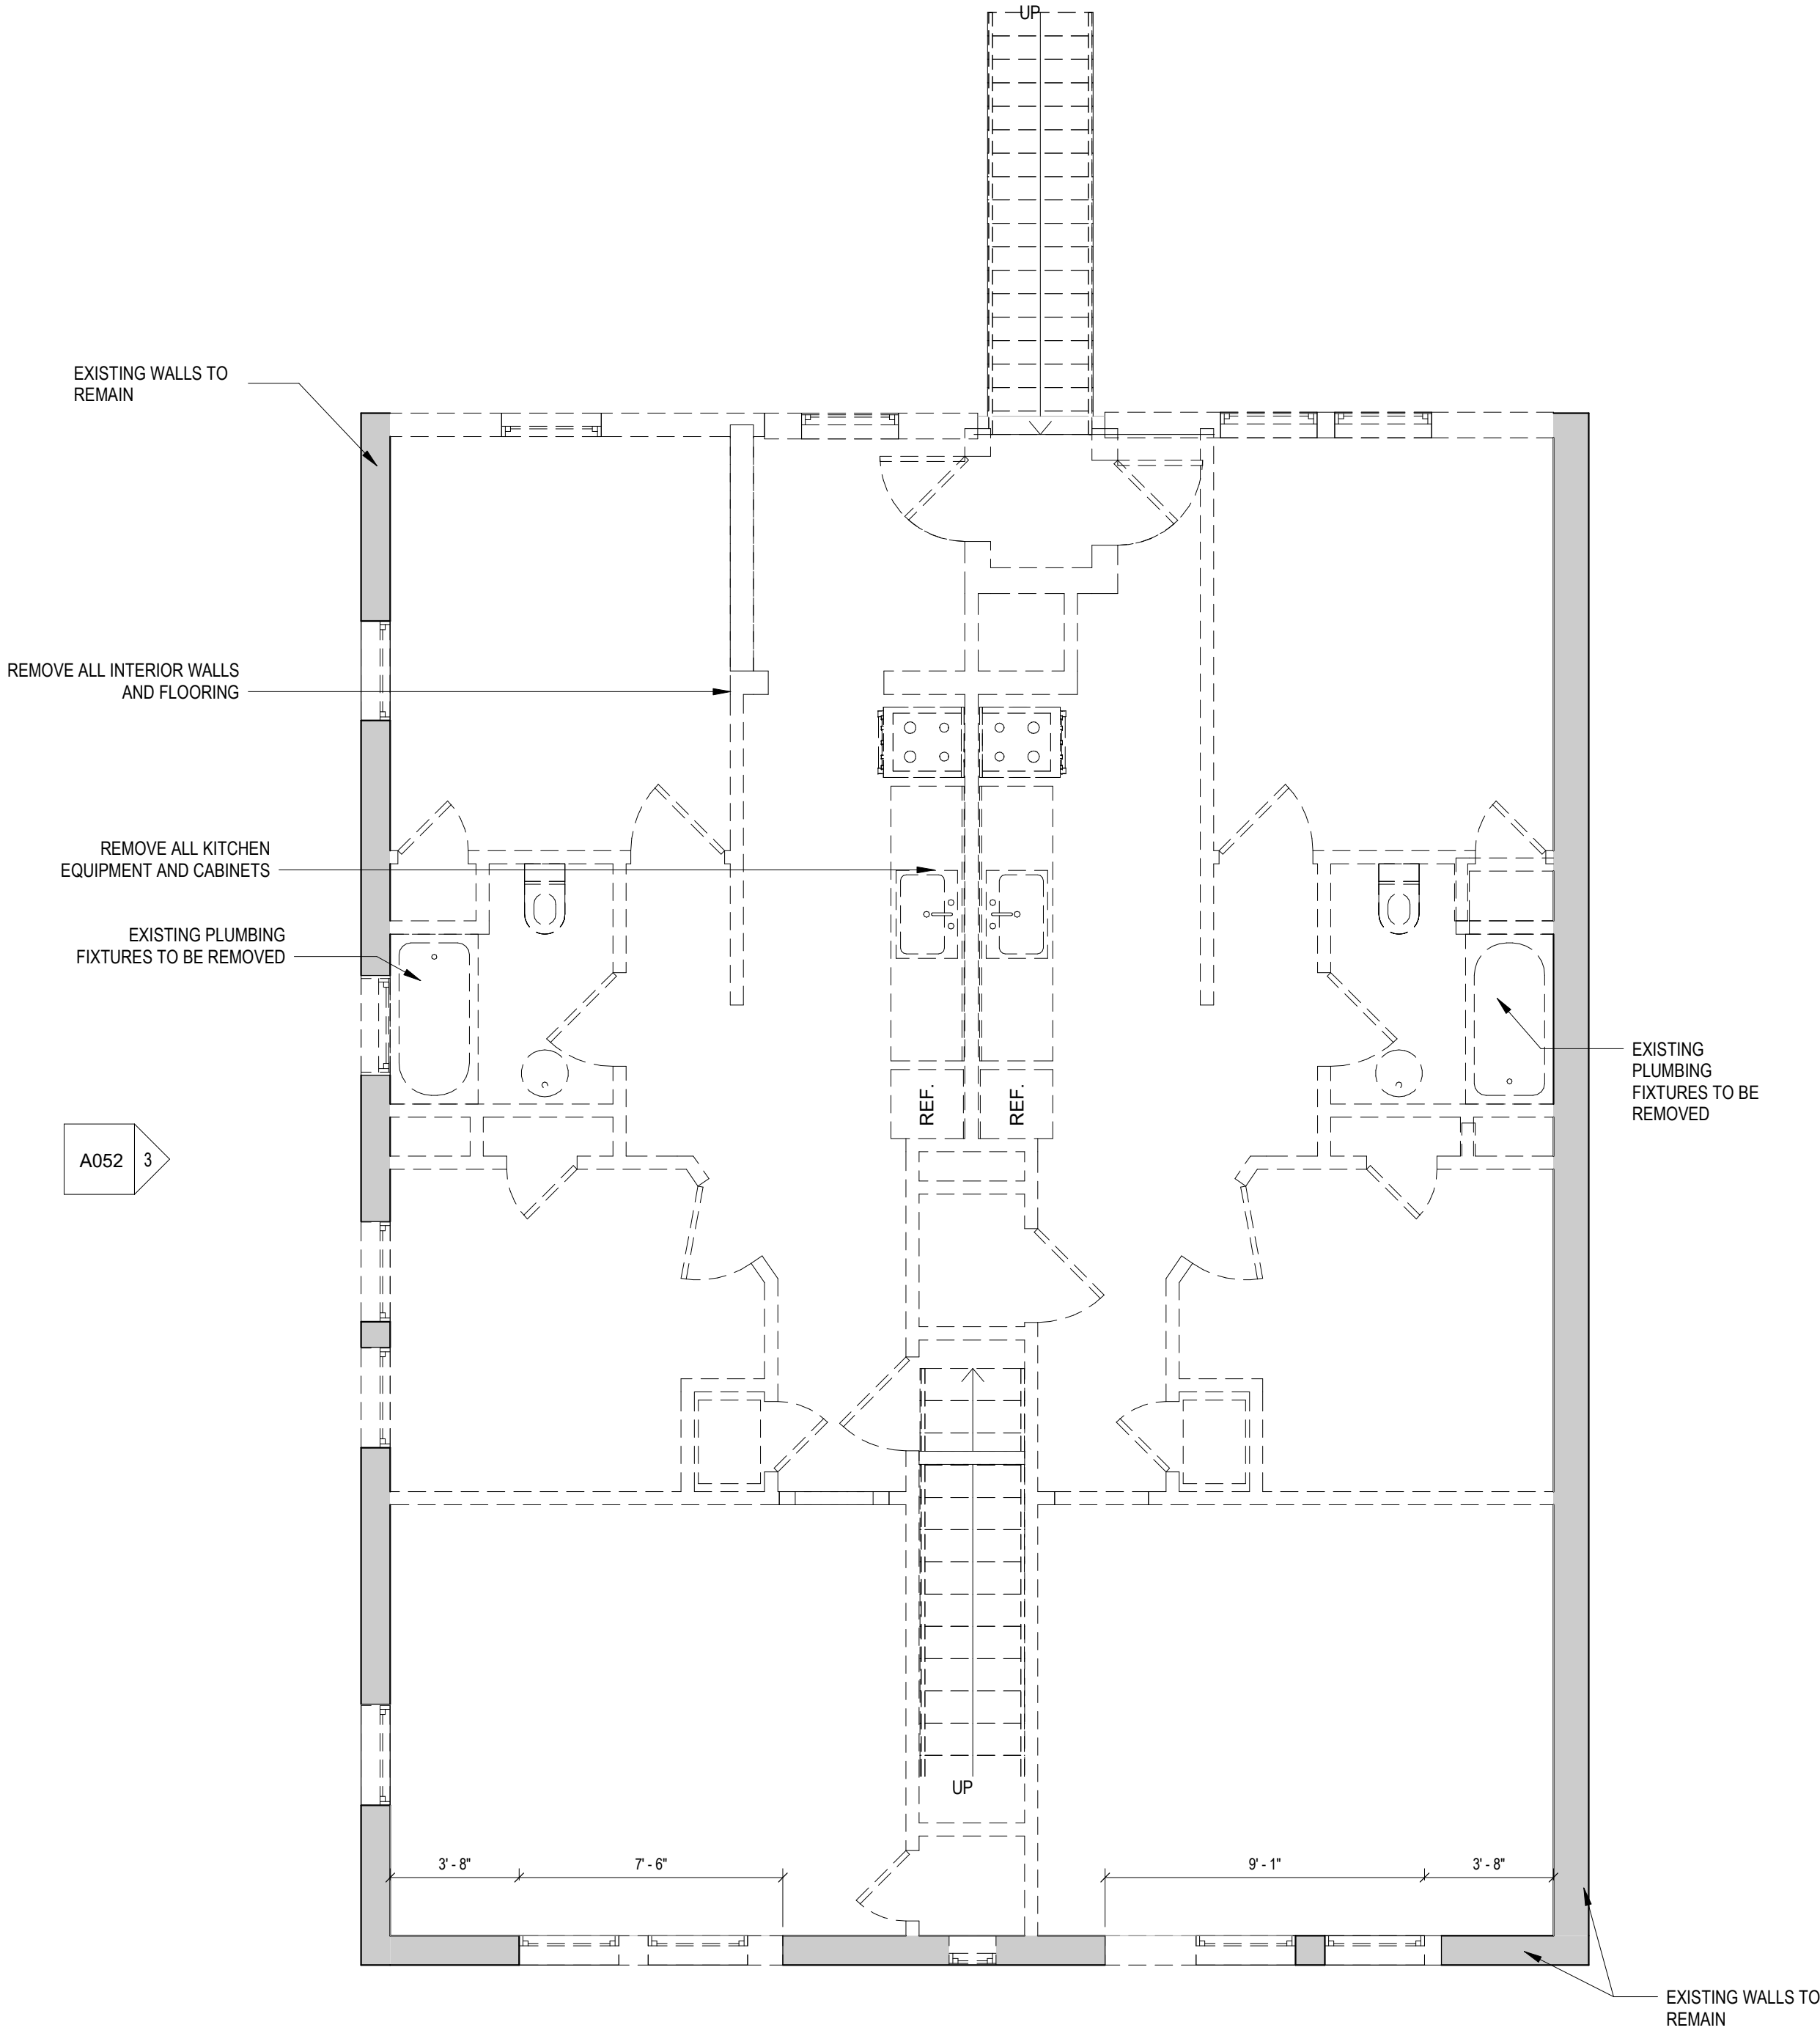 UP
EXISTING WALLS TO
REMAIN
REMOVE ALL INTERIOR WALLS
AND FLOORING
REMOVE ALL KITCHEN
EQUIPMENT AND CABINETS
EXISTING PLUMBING
FIXTURES TO BE REMOVED
EXISTING
PLUMBING
FIXTURES TO BE
REMOVED
REF.
REF.
A052 3
UP
3' - 8"
7' - 6"
9' - 1"
3' - 8"
EXISTING WALLS TO
REMAIN